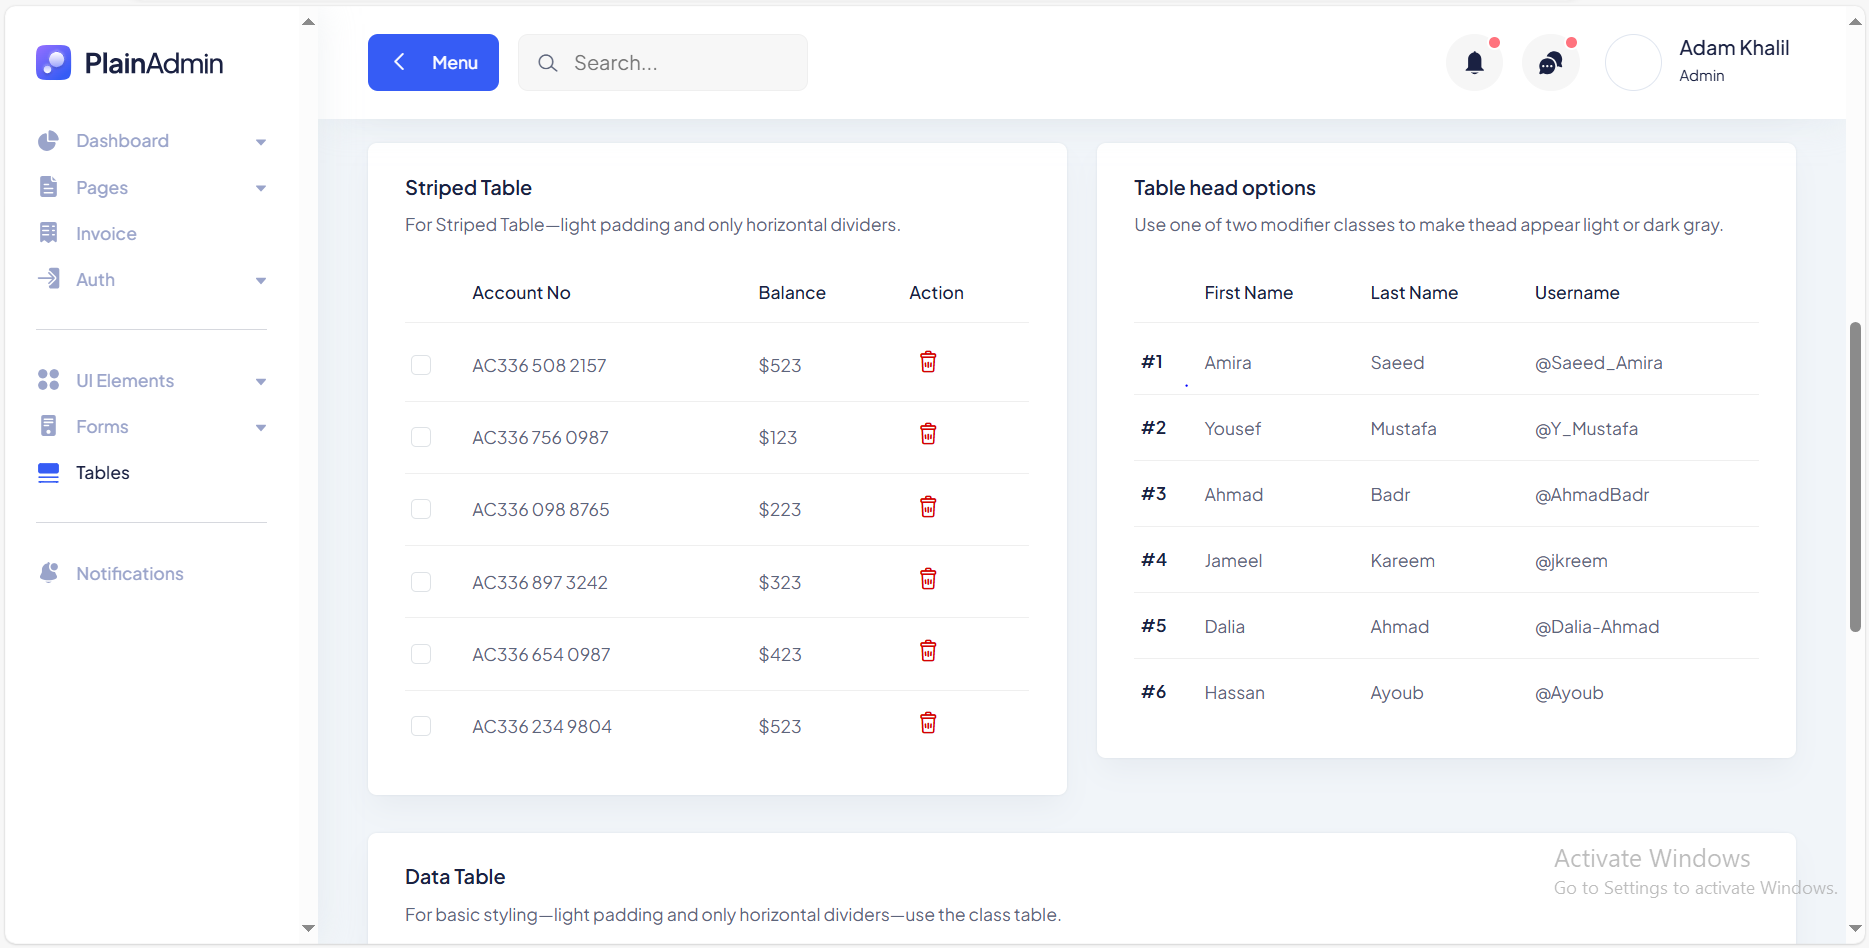 PlainAdmin
Menu
Search...
Adam Khalil
Admin
Dashboard
Pages
Invoice
Auth
UI Elements
Forms
Tables
Notifications
Striped Table
For Striped Table—light padding and only horizontal dividers.
Account No Balance Action
AC336 508 2157 $523
AC336 756 0987 $123
AC336 098 8765 $223
AC336 897 3242 $323
AC336 654 0987 $423
AC336 234 9804 $523
Table head options
Use one of two modifier classes to make thead appear light or dark gray.
First Name Last Name Username
#1 Amira Saeed @Saeed_Amira
#2 Yousef Mustafa @Y_Mustafa
#3 Ahmad Badr @AhmadBadr
#4 Jameel Kareem @jkreem
#5 Dalia Ahmad @Dalia-Ahmad
#6 Hassan Ayoub @Ayoub
Data Table
For basic styling—light padding and only horizontal dividers—use the class table.
Activate Windows
Go to Settings to activate Windows.